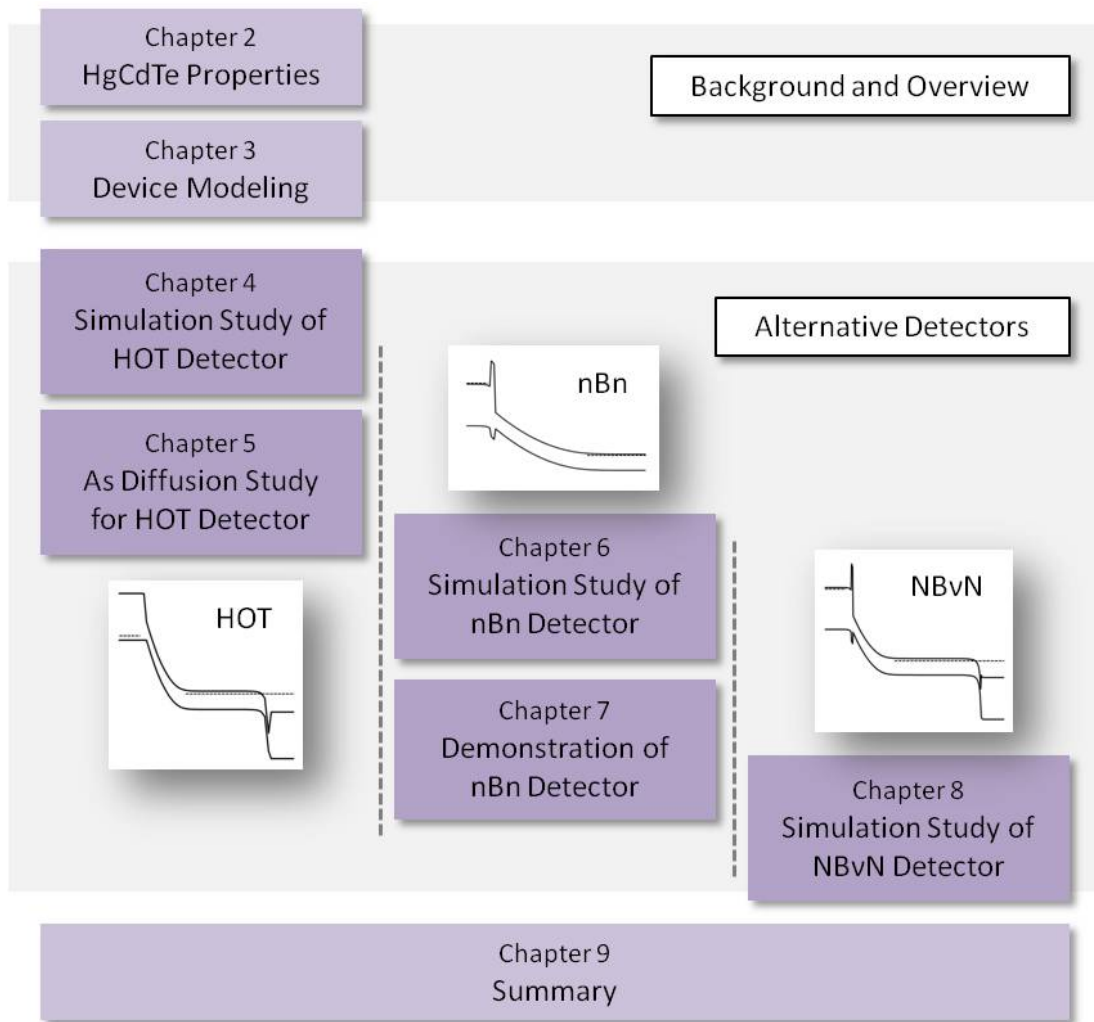 Chapter 2
HgCdTe Properties
Background and Overview
Chapter 3
Device Modeling
Chapter 4
Simulation Study of
HOT Detector
Alternative Detectors
Chapter 5
As Diffusion Study
for HOT Detector
HOT
nBn
Chapter 6
Simulation Study of
nBn Detector
Chapter 7
Demonstration of
nBn Detector
NBvN
Chapter 8
Simulation Study of
NBvN Detector
Chapter 9
Summary